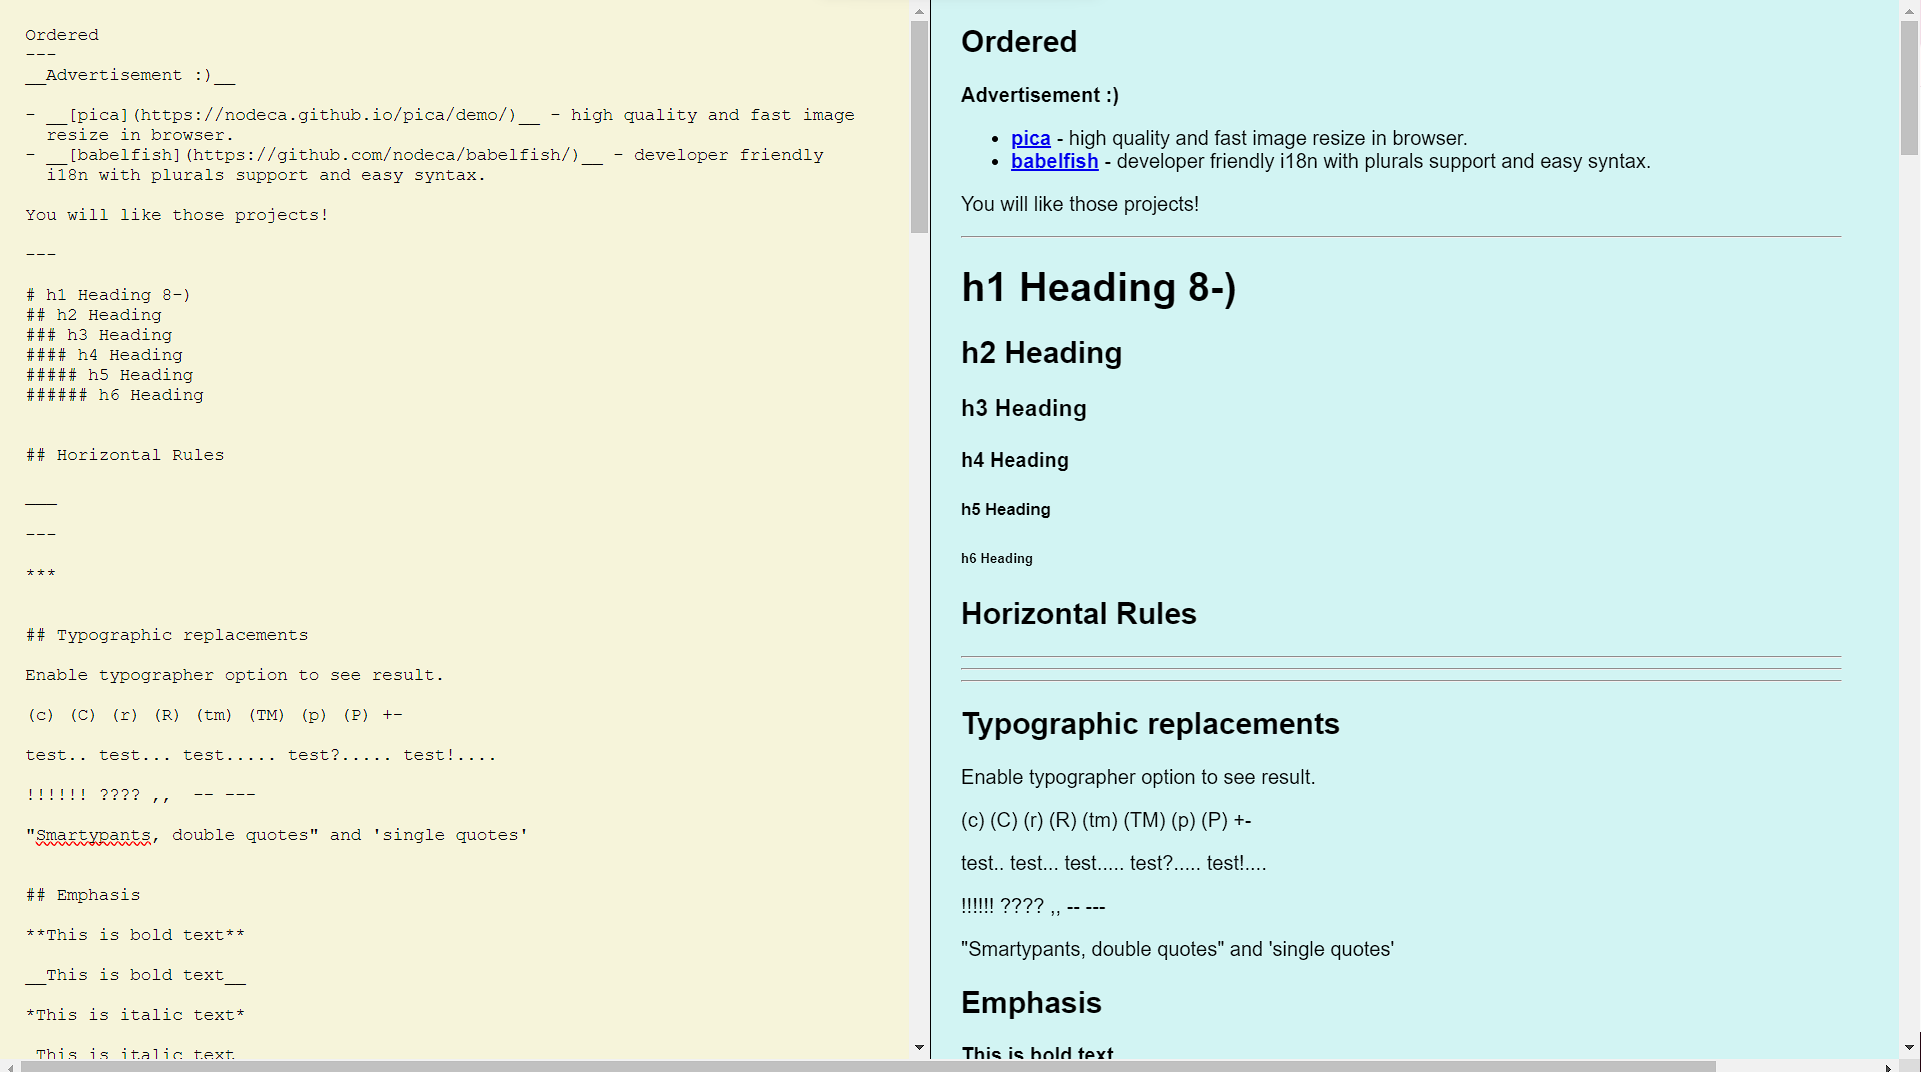 Ordered
---
__Advertisement :)__
- __[pica](https://nodeca.github.io/pica/demo/)__ - high quality and fast image
resize in browser.
- __[babelfish](https://github.com/nodeca/babelfish/)__ - developer friendly
i18n with plurals support and easy syntax.
You will like those projects!
---
# h1 Heading 8-)
## h2 Heading
### h3 Heading
#### h4 Heading
##### h5 Heading
###### h6 Heading
## Horizontal Rules
___
---
***
## Typographic replacements
Enable typographer option to see result.
(c) (C) (r) (R) (tm) (TM) (p) (P) +-
test.. test... test..... test?..... test!....
!!!!!! ???? ,,  -- ---
"Smartypants, double quotes" and 'single quotes'
## Emphasis
**This is bold text**
__This is bold text__
*This is italic text*
This is italic text
Ordered
Advertisement :)
• pica - high quality and fast image resize in browser.
• babelfish - developer friendly i18n with plurals support and easy syntax.
You will like those projects!
h1 Heading 8-)
h2 Heading
h3 Heading
h4 Heading
h5 Heading
h6 Heading
Horizontal Rules
Typographic replacements
Enable typographer option to see result.
(c) (C) (r) (R) (tm) (TM) (p) (P) +-
test.. test... test..... test?..... test!....
!!!!!! ???? ,, -- ---
"Smartypants, double quotes" and 'single quotes'
Emphasis
This is bold text